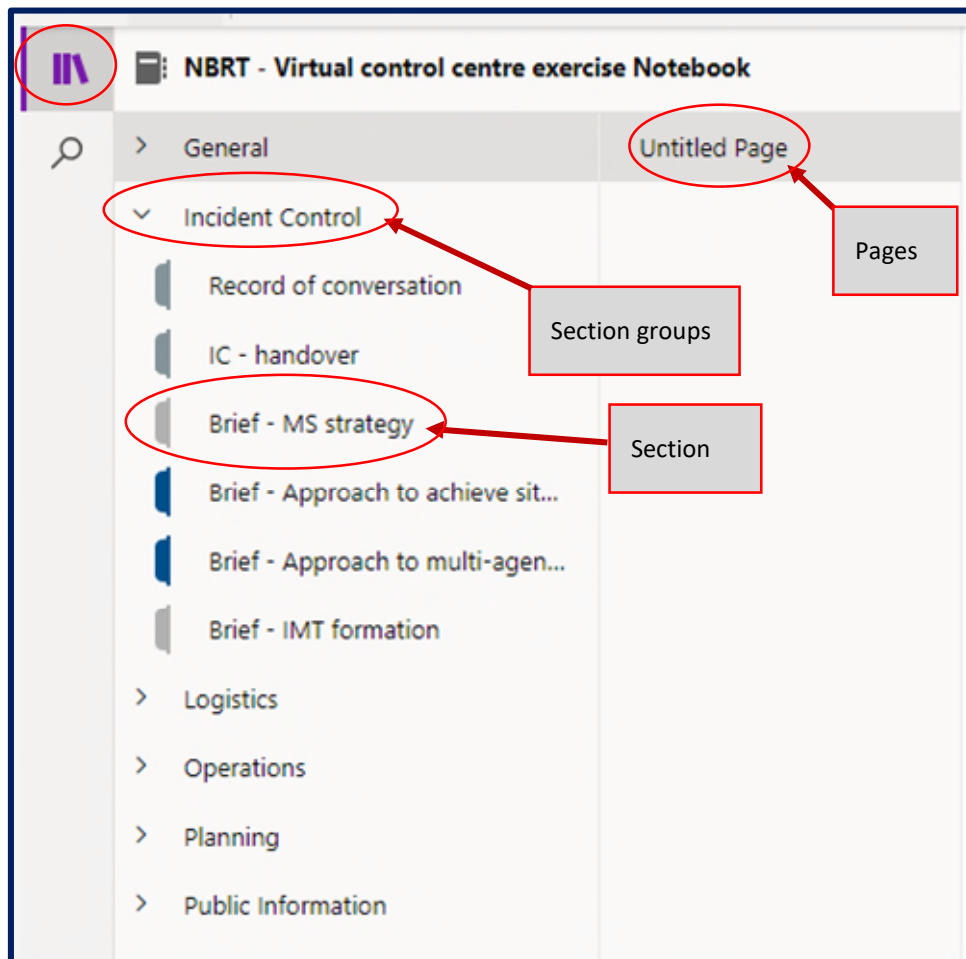 NBRT - Virtual control centre exercise Notebook
General
Untitled Page
Incident Control
Pages
Record of conversation
Section groups
IC - handover
Brief - MS strategy
Section
Brief - Approach to achieve sit...
Brief - Approach to multi-agen...
Brief - IMT formation
Logistics
Operations
Planning
Public Information